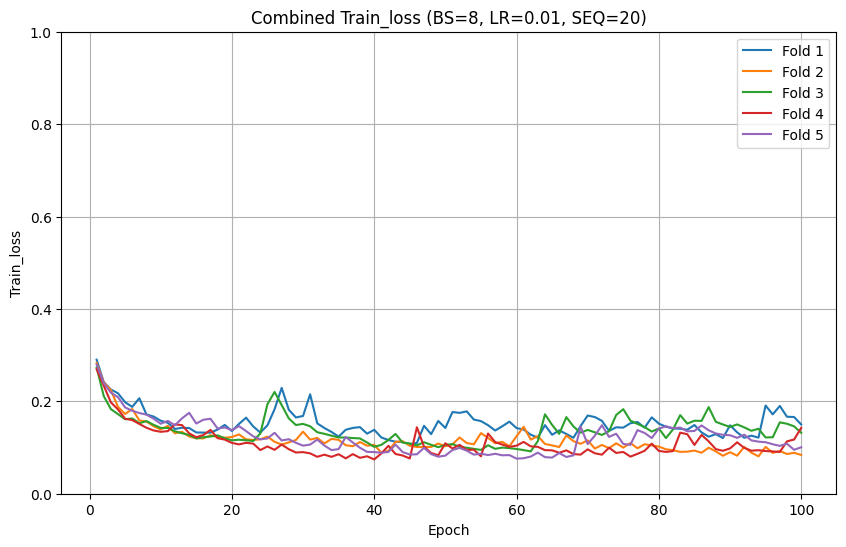 Combined Train_loss (BS=8, LR=0.01, SEQ=20)
1.0
0.8
0.6
0.4
0.2
0.0
Train_loss
Fold 1
Fold 2
Fold 3
Fold 4
Fold 5
0 20 40 60 80 100
Epoch